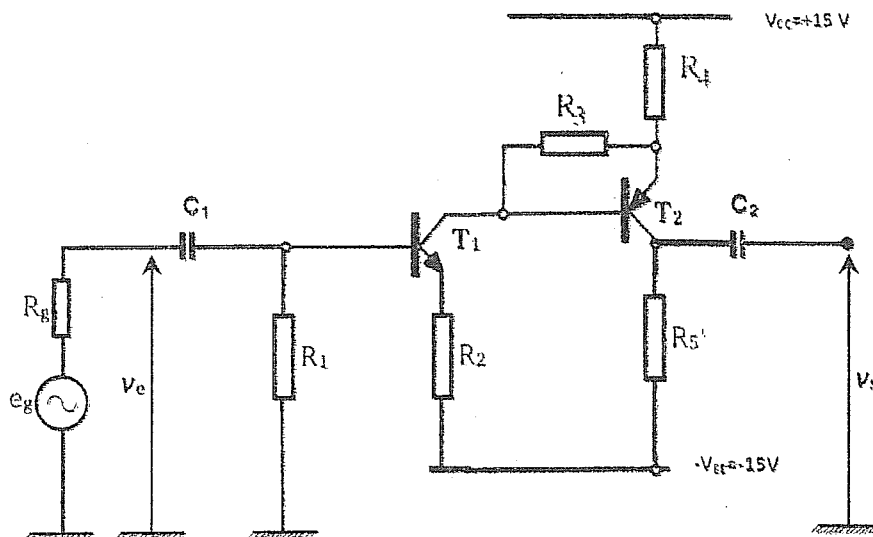 Vcc=+15 V
R4
R3
C1
T1
T2
C2
Rg
R1
R2
R5'
ve
eg
vs
-VEE=-15V